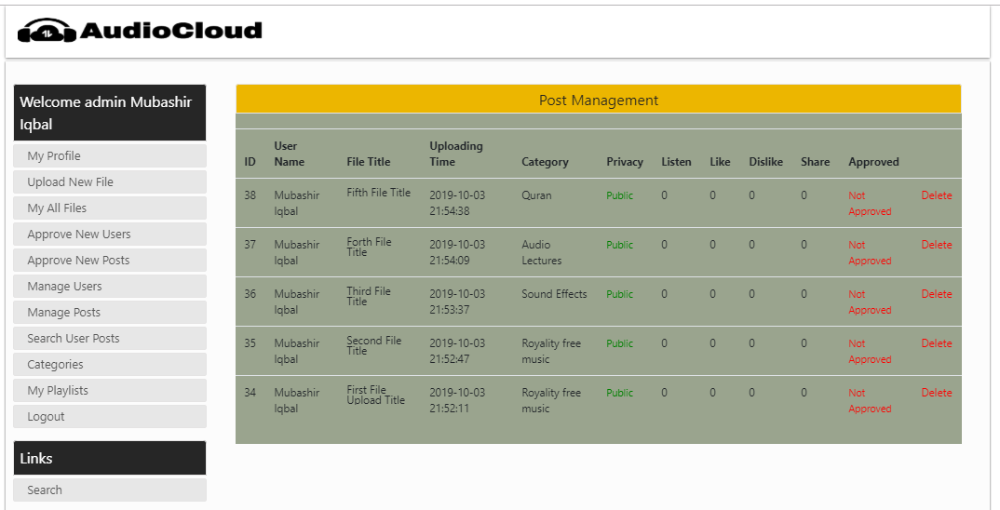 AudioCloud
Welcome admin Mubashir
Iqbal
My Profile
Upload New File
My All Files
Approve New Users
Approve New Posts
Manage Users
Manage Posts
Search User Posts
Categories
My Playlists
Logout
Links
Search
Post Management
ID User Name File Title Uploading Time Category Privacy Listen Like Dislike Share Approved
38 Mubashir Fifth File Title 2019-10-03 Quran Public 0 0 0 0 Not Delete
Iqbal 21:54:38 Approved
37 Mubashir Forth File 2019-10-03 Audio Public 0 0 0 0 Not Delete
Iqbal Title 21:54:09 Lectures Approved
36 Mubashir Third File 2019-10-03 Sound Effects Public 0 0 0 0 Not Delete
Iqbal Title 21:53:37 Approved
35 Mubashir Second File 2019-10-03 Royality free Public 0 0 0 0 Not Delete
Iqbal Title 21:52:47 music Approved
34 Mubashir First File 2019-10-03 Royality free Public 0 0 0 0 Not Delete
Iqbal Upload Title 21:52:11 music Approved